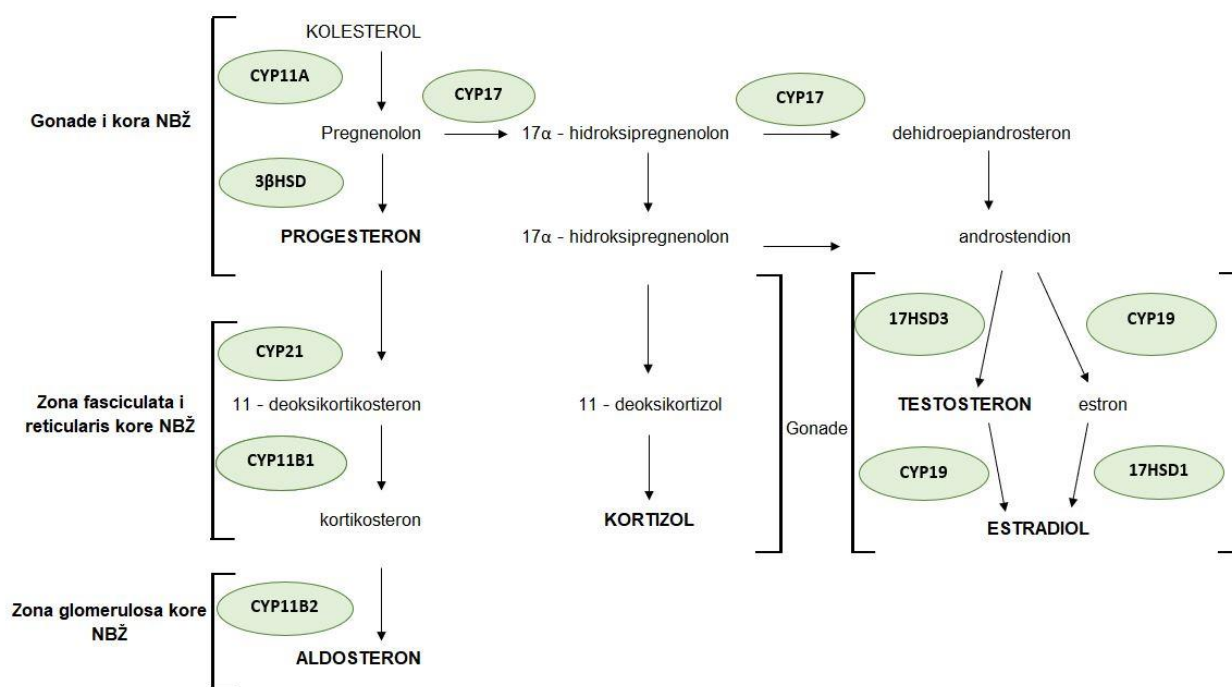 KOLESTEROL
CYP11A
CYP17
CYP17
Gonade i kora NBŽ
Pregnenolon
17α - hidroksipregnenolon
dehidroepiandrosteron
3βHSD
PROGESTERON
17α - hidroksipregnenolon
androstendion
17HSD3
CYP19
CYP21
Zona fasciculata i
reticularis kore NBŽ
11 - deoksikortikosteron
11 - deoksikortizol
Gonade
TESTOSTERON
estron
CYP11B1
CYP19
17HSD1
kortikosteron
KORTIZOL
ESTRADIOL
Zona glomerulosa kore
NBŽ
CYP11B2
ALDOSTERON